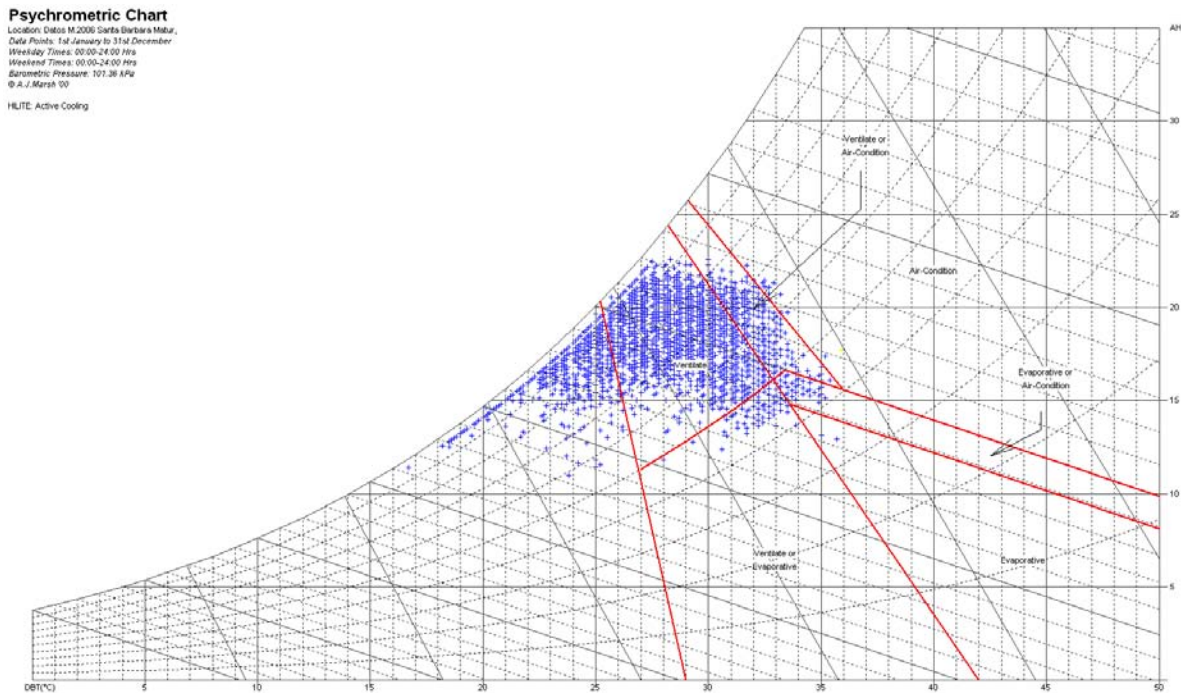 Psychrometric Chart
Location: Datos M.2006 Santa Barbara Matur,
Data Points: 1st January to 31st December
Weekday Times: 00:00-24:00 Hrs
Weekend Times: 00:00-24:00 Hrs
Barometric Pressure: 101.36 kPa
© A.J.Marsh '00
HILITE: Active Cooling
AH
30
Ventilate or
Air-Condition
25
Air-Condition
20
Ventilate
Evaporative or
Air-Condition
15
10
Ventilate or
Evaporative
Evaporative
5
DBT(°C) 5 10 15 20 25 30 35 40 45 50